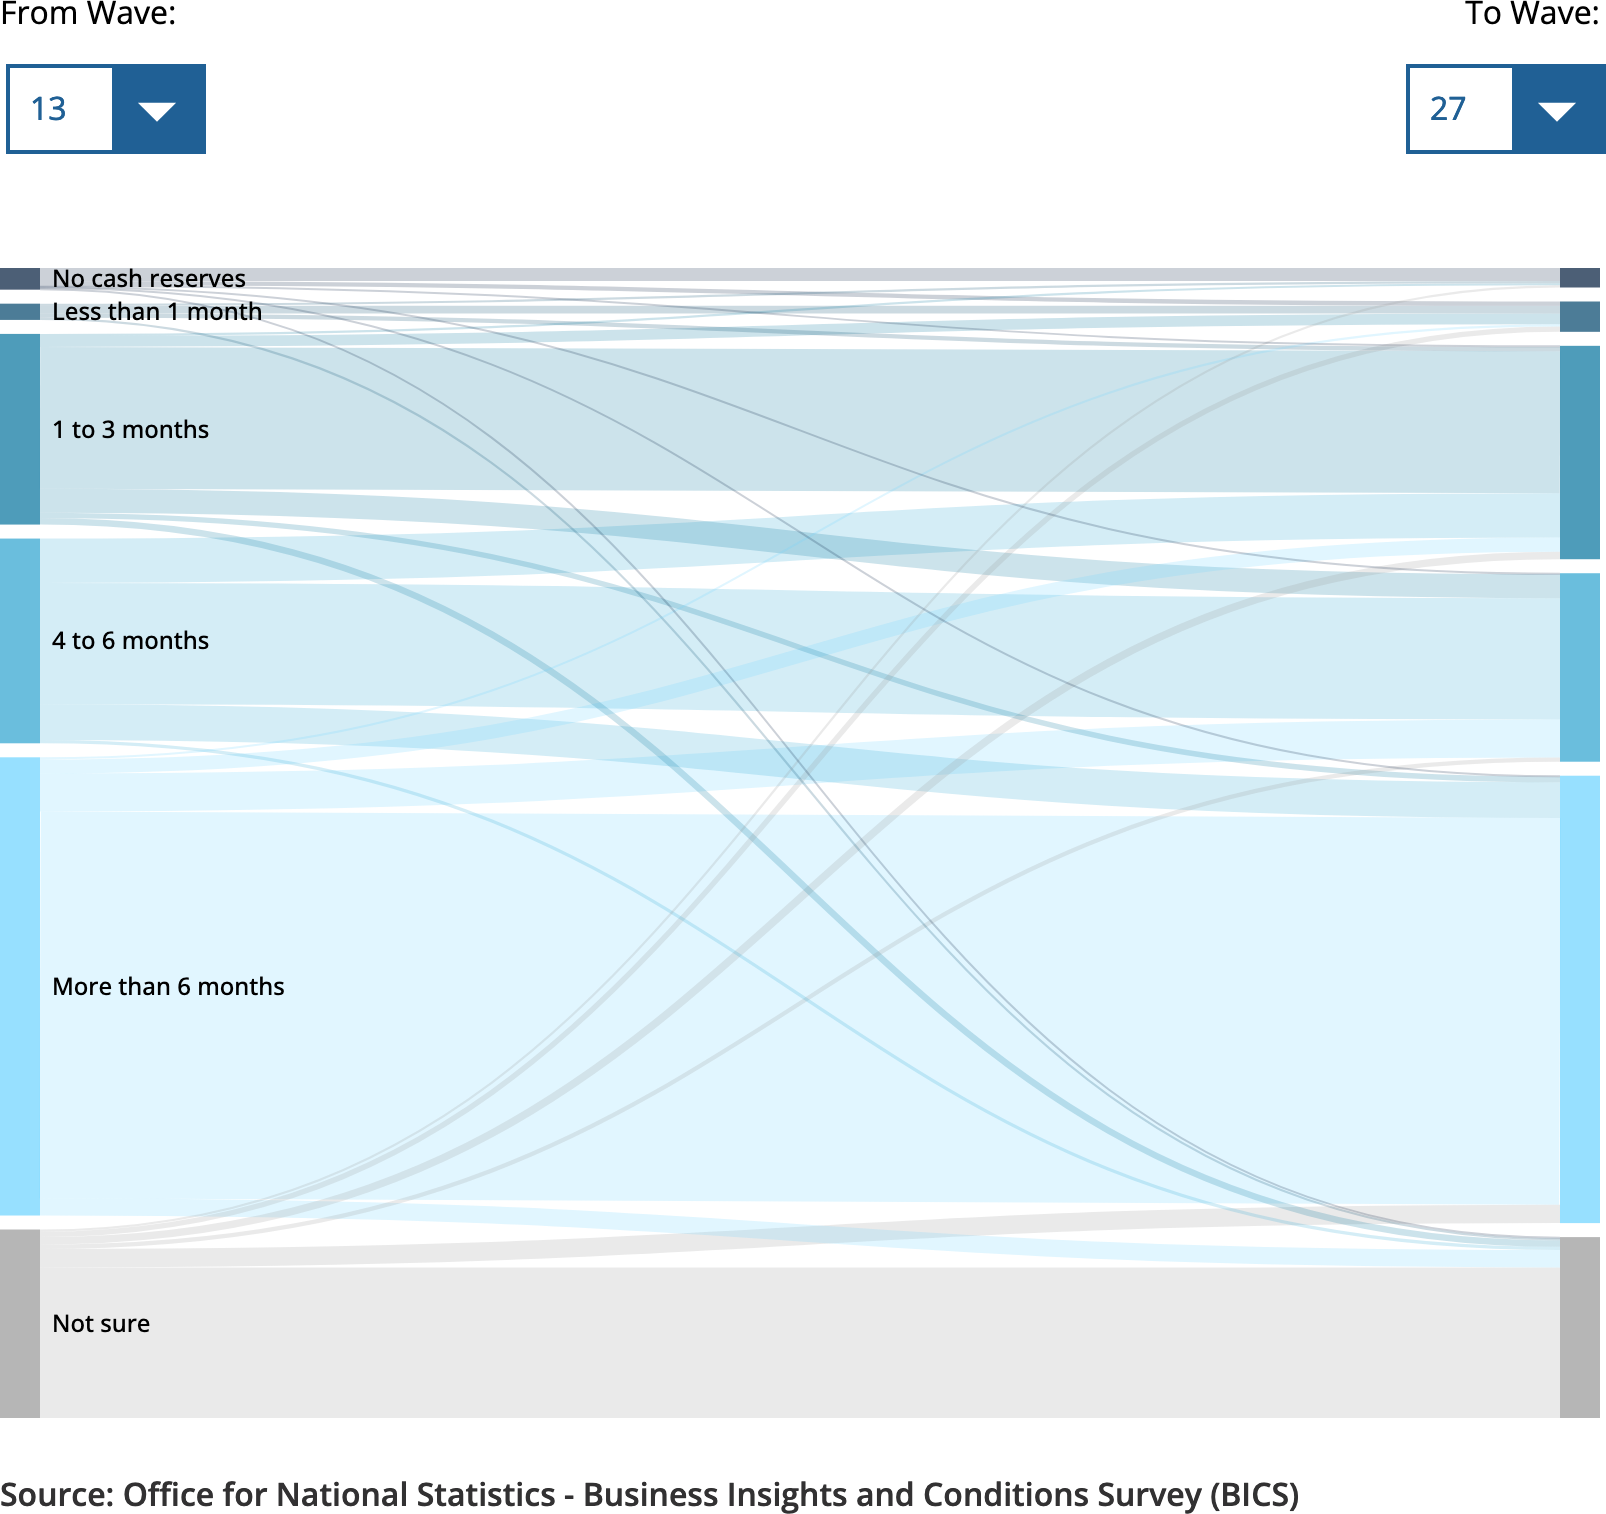 From Wave:
To Wave:
13
27
No cash reserves
Less than 1 month
1 to 3 months
4 to 6 months
More than 6 months
Not sure
Source: Office for National Statistics - Business Insights and Conditions Survey (BICS)